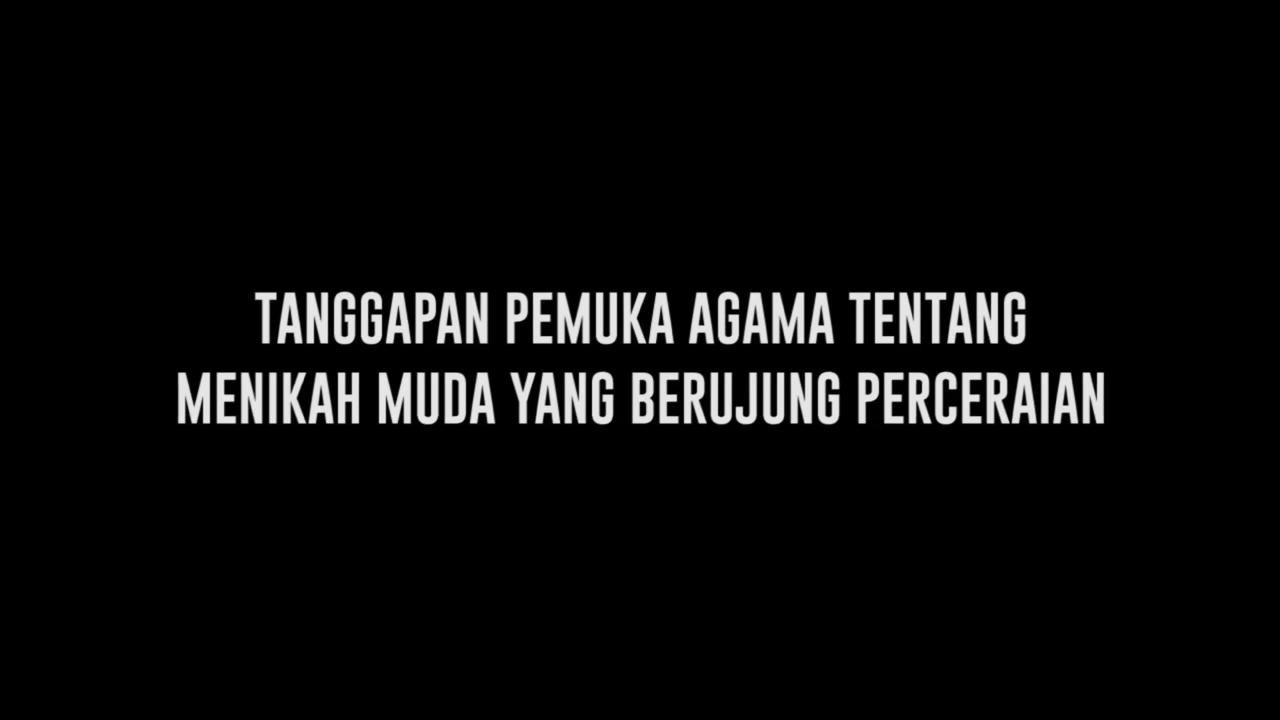 TANGGAPAN PEMUKA AGAMA TENTANG
MENIKAH MUDA YANG BERUJUNG PERCERAIAN